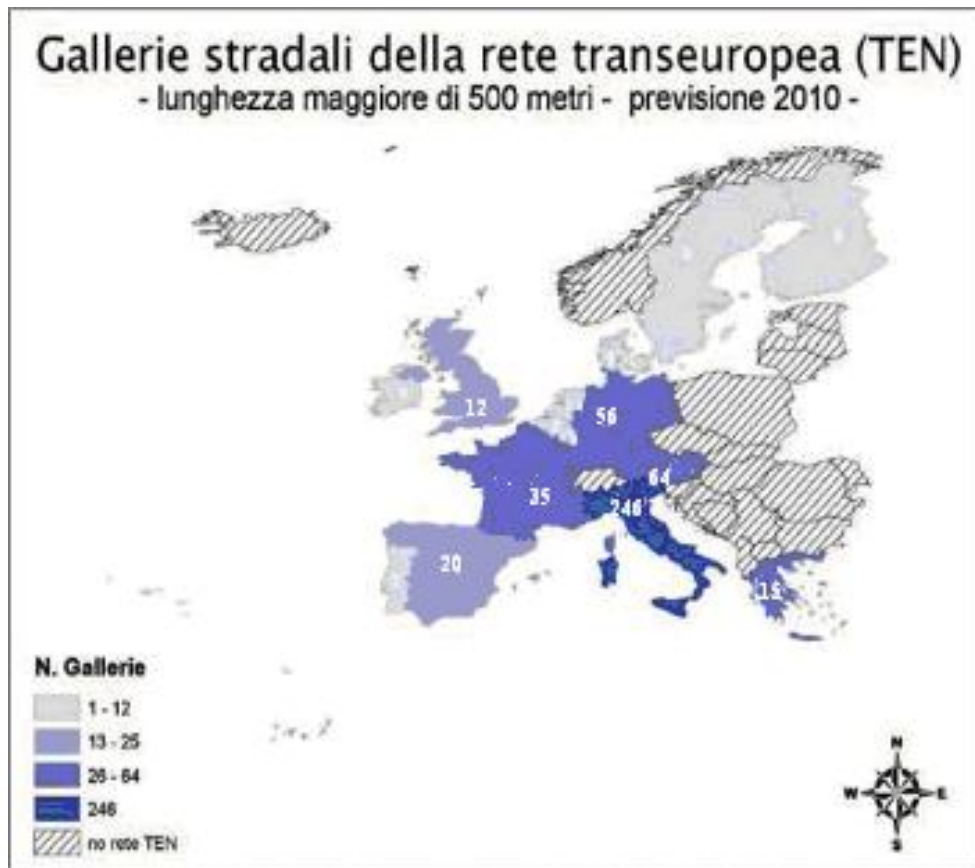 Gallerie stradali della rete transeuropea (TEN)
- lunghezza maggiore di 500 metri - previsione 2010 -
12
56
64
35
246
20
15
N. Gallerie
1 - 12
13 - 25
26 - 64
246
no rete TEN
N
W E
S